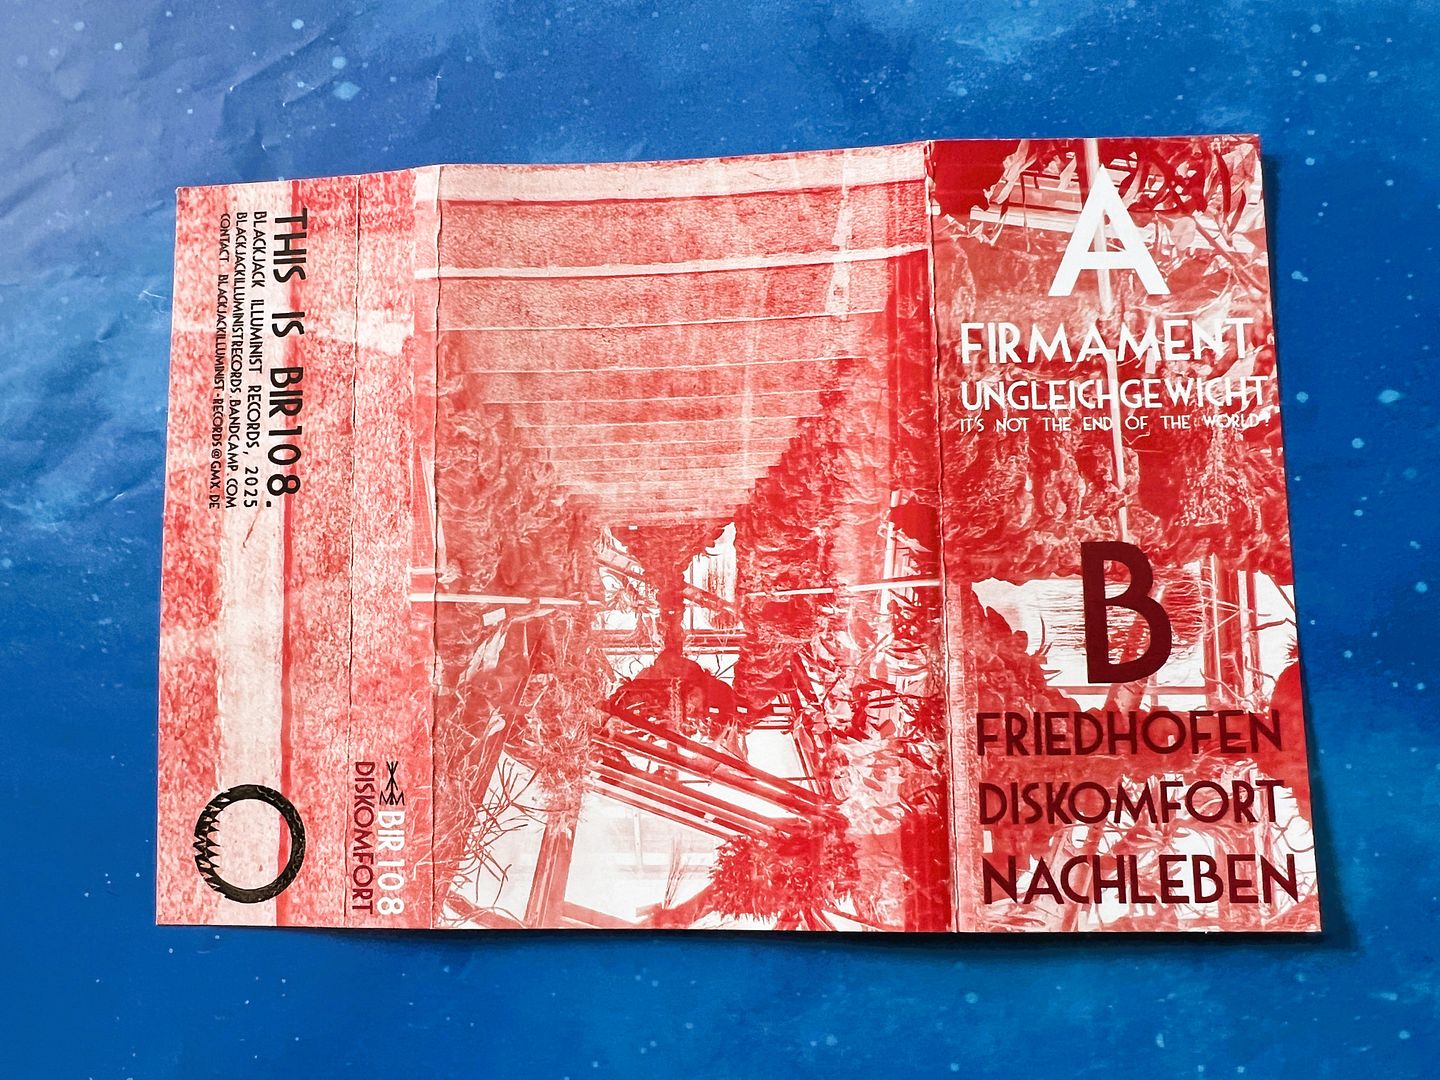 THIS IS BIR108.
BLACKJACK ILLUMINIST RECORDS, 2025
BLACKJACKILLUMINISTRECORDS.BANDCAMP.COM
CONTACT BLACKJACKILLUMINIST-RECORDS@GMX.DE
BIR108
DISKOMFORT
A
FIRMAMENT
UNGLEICHGEWICHT
IT'S NOT THE END OF THE WORLD?
B
FRIEDHOFEN
DISKOMFORT
NACHLEBEN